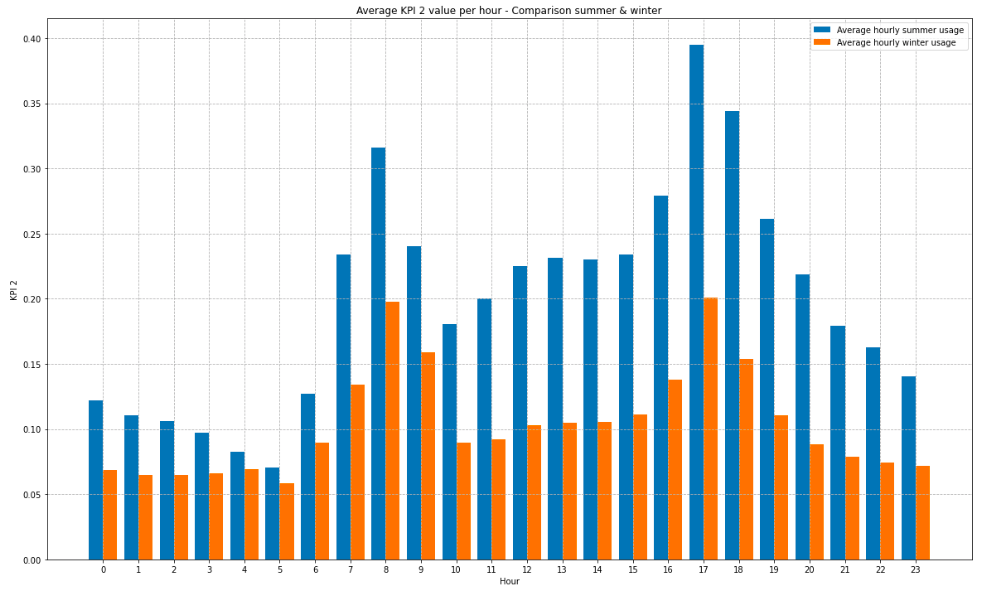 Average KPI 2 value per hour - Comparison summer & winter
Average hourly summer usage
Average hourly winter usage
0.40
0.35
0.30
0.25
0.20
0.15
0.10
0.05
0.00
KPI 2
0 1 2 3 4 5 6 7 8 9 10 11 12 13 14 15 16 17 18 19 20 21 22 23
Hour